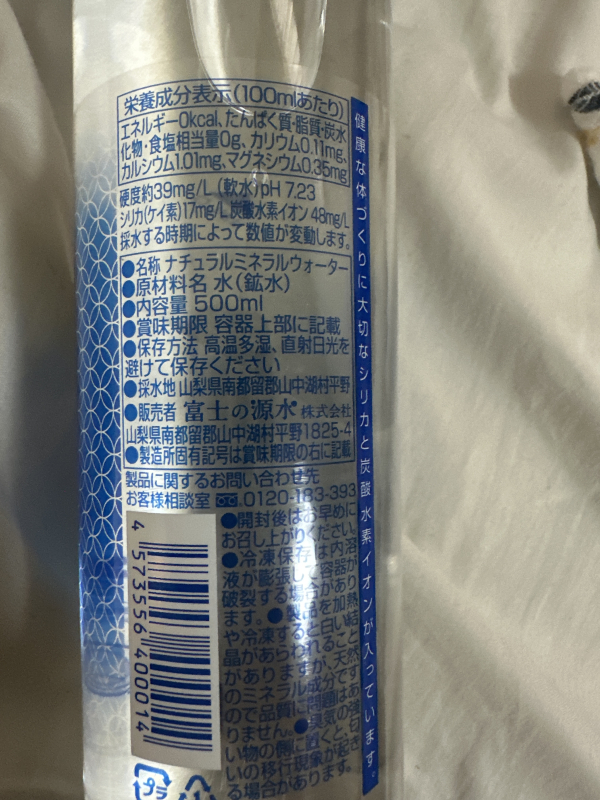 栄養成分表示(100mlあたり)
エネルギー0kcal、たんぱく質・脂質・炭水
化物・食塩相当量0g、カリウム0.11mg、
カルシウム1.01mg、マグネシウム0.35mg
硬度約39mg/L (軟水)pH 7.23
シリカ(ケイ素)17mg/L 炭酸水素イオン 48mg/L
採水する時期によって数値が変動します。
●名称 ナチュラルミネラルウォーター
●原材料名 水(鉱水)
●内容量 500ml
●賞味期限 容器上部に記載
●保存方法 高温多湿、直射日光を
避けて保存ください
●採水地 山梨県南都留郡山中湖村平野
●販売者 富士の源水 株式会社
山梨県南都留郡山中湖村平野1825-4
●製造所固有記号は賞味期限の右に記載
製品に関するお問い合わせ先
お客様相談室 0120-183-393
●開封後はお早めに
お召し上がりください。
●冷凍保存は内溶
液が膨張して容器が
破裂する場合があり
ます。●製品を加熱
や冷凍すると白い結
晶があらわれること
がありますが、天然
のミネラル成分です
ので品質に問題はあ
りません。●臭気の強
い物の側に置くと、匂
いの移行現象が起き
る場合があります。
4 573556 400014
プラ
健康な体づくりに大切なシリカと炭酸水素イオンが入っています。